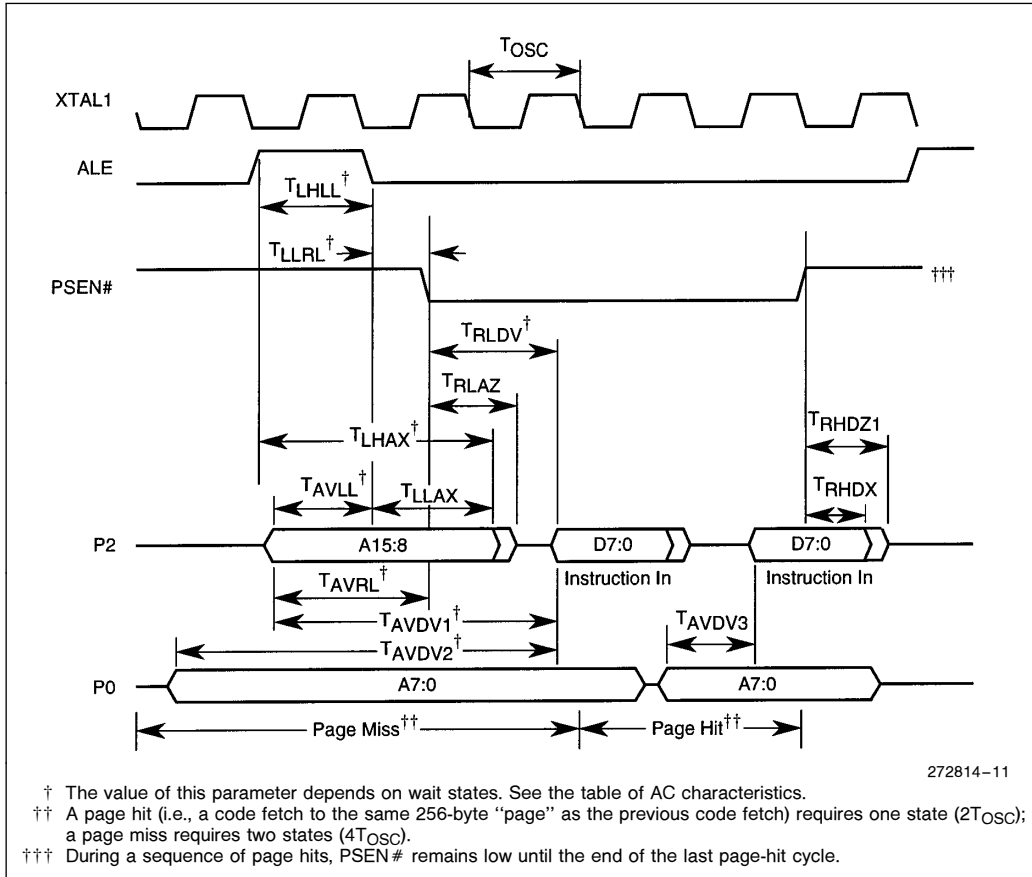 TOSC
XTAL1
ALE
TLHLL†
TLLRL†
PSEN#
†††
TRLDV†
TRLAZ
TLHAX†
TRHDZ1
TAVLL†
TLLAX
TRHDX
P2
A15:8
D7:0
D7:0
Instruction In
Instruction In
TAVRL†
TAVDV1†
TAVDV3
TAVDV2†
P0
A7:0
A7:0
Page Miss††
Page Hit††
272814–11
† The value of this parameter depends on wait states. See the table of AC characteristics.
†† A page hit (i.e., a code fetch to the same 256-byte “page” as the previous code fetch) requires one state (2TOSC);
a page miss requires two states (4TOSC).
††† During a sequence of page hits, PSEN# remains low until the end of the last page-hit cycle.